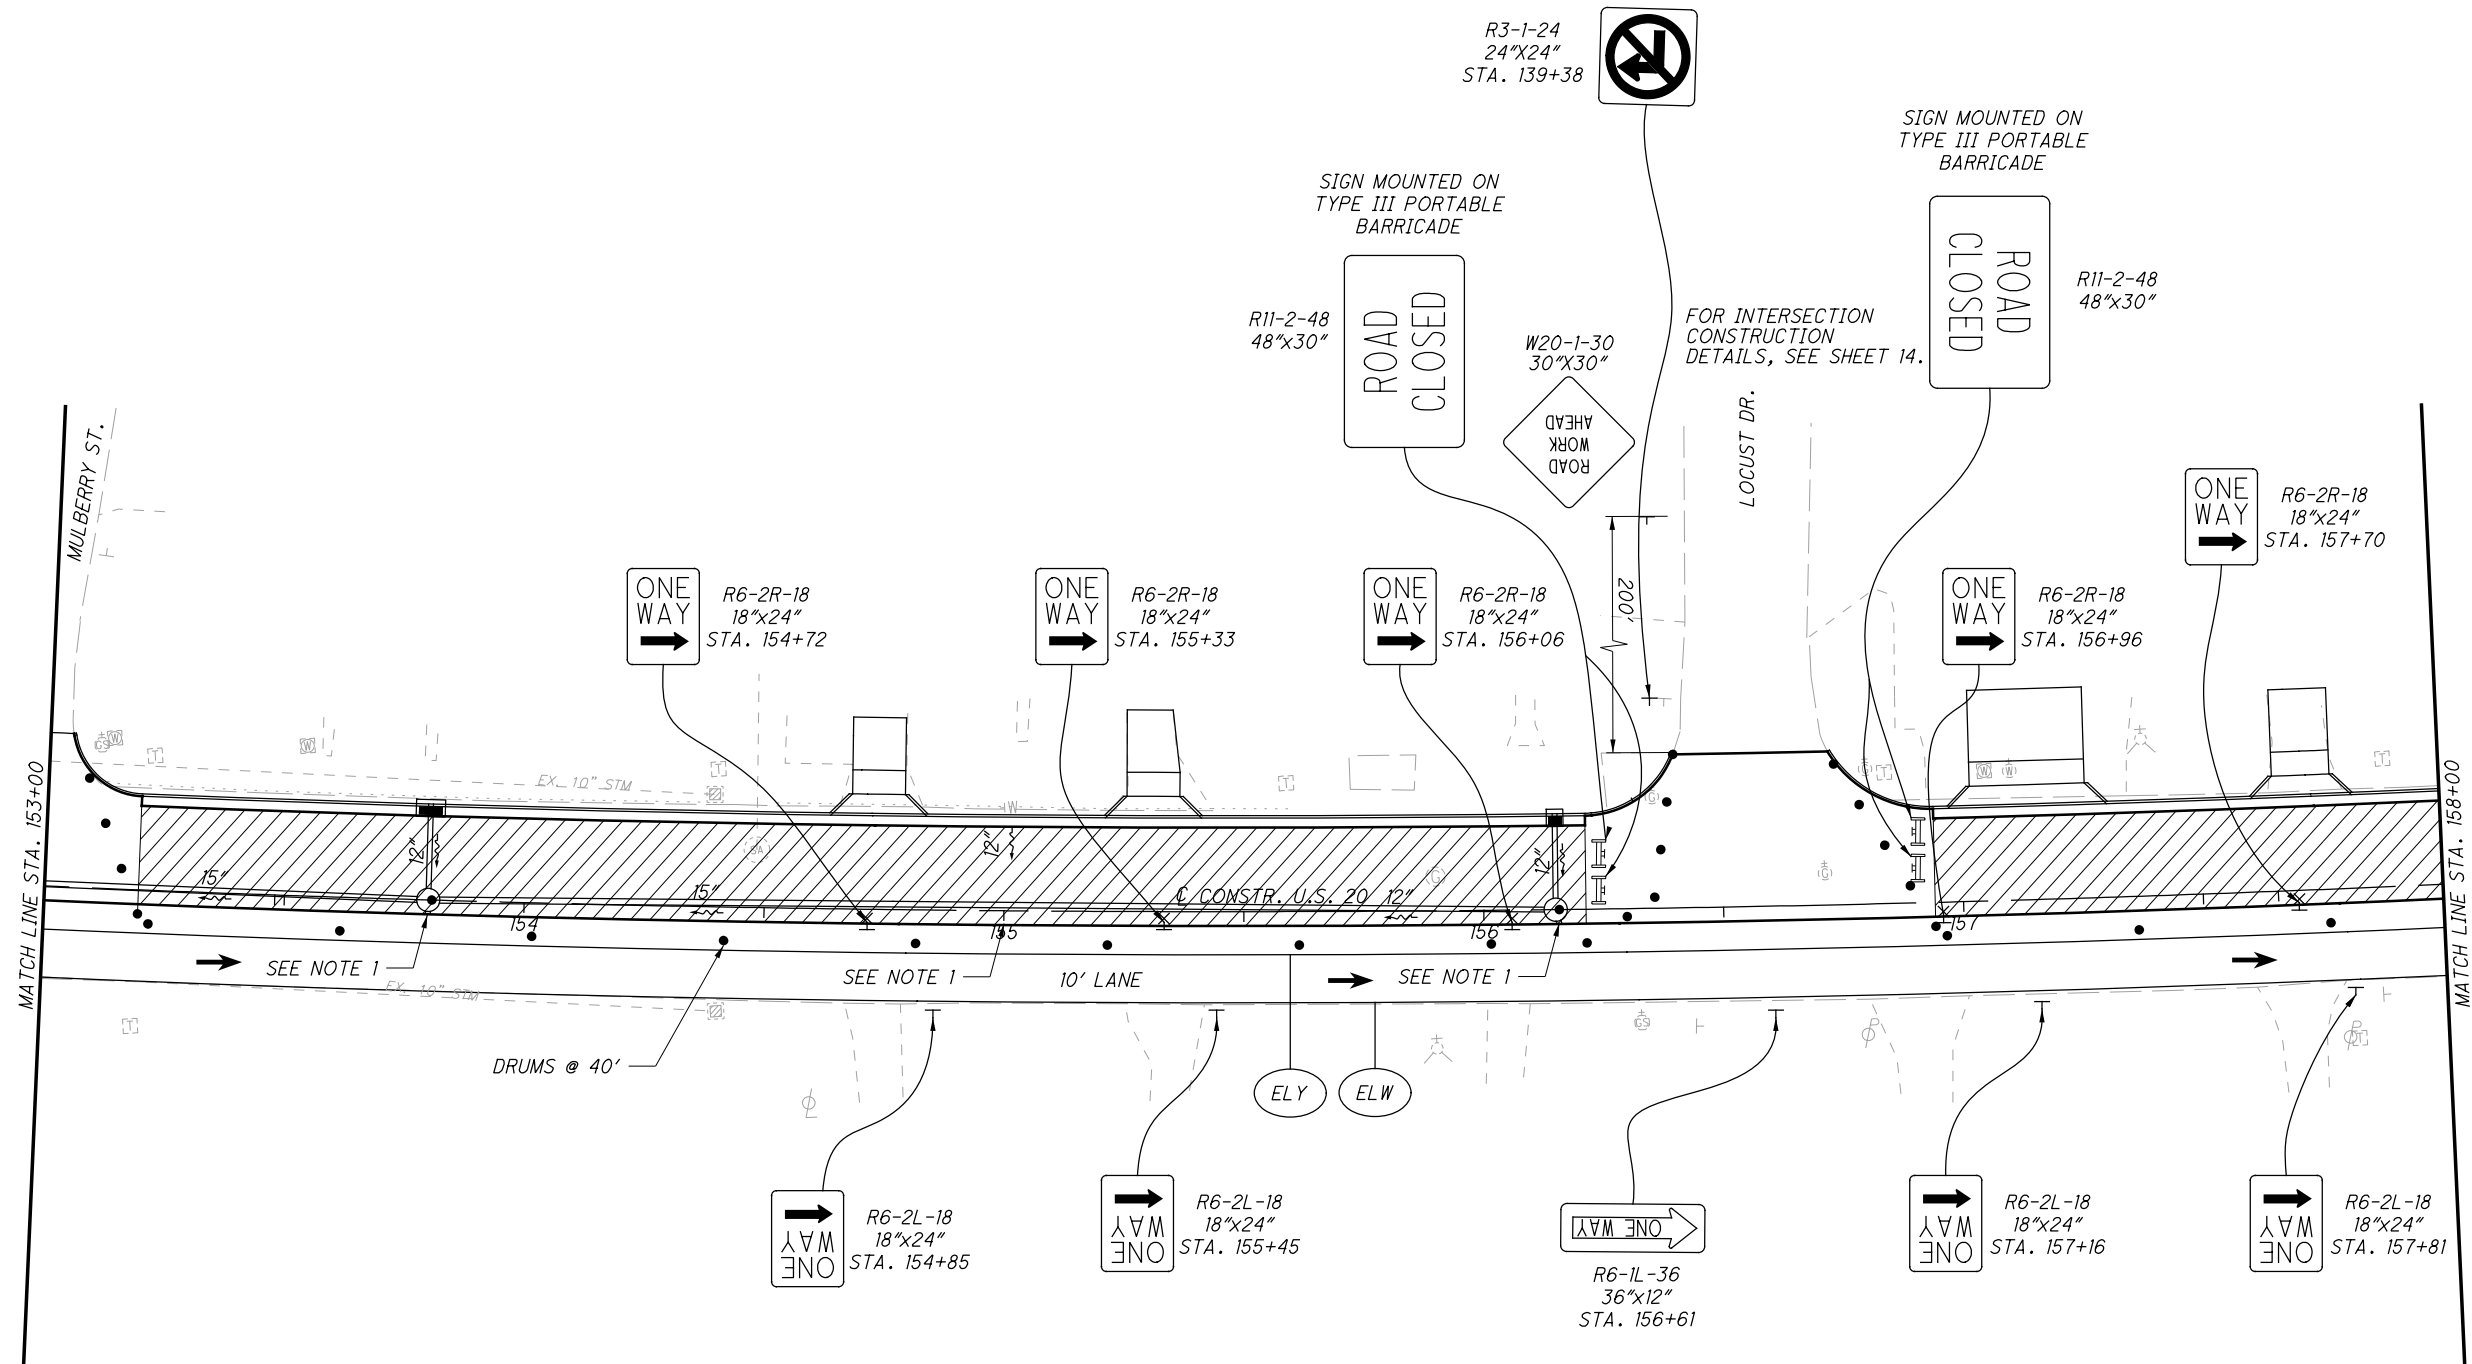 R3-1-24
24"X24"
STA. 139+38
SIGN MOUNTED ON
TYPE III PORTABLE
BARRICADE
SIGN MOUNTED ON
TYPE III PORTABLE
BARRICADE
ROAD
CLOSED
R11-2-48
48"x30"
ROAD
CLOSED
R11-2-48
48"x30"
FOR INTERSECTION
CONSTRUCTION
DETAILS, SEE SHEET 14.
W20-1-30
30"X30"
ROAD
WORK
AHEAD
LOCUST DR.
MULBERRY ST.
200'
ONE
WAY
R6-2R-18
18"x24"
STA. 154+72
ONE
WAY
R6-2R-18
18"x24"
STA. 155+33
ONE
WAY
R6-2R-18
18"x24"
STA. 156+06
ONE
WAY
R6-2R-18
18"x24"
STA. 156+96
ONE
WAY
R6-2R-18
18"x24"
STA. 157+70
MATCH LINE STA. 153+00
MATCH LINE STA. 158+00
GS
W
T
W
T
EX. 10" STM
W
T
G
G
T
W
W
T
12"
SA
12"
12"
G
G
15"
15"
℄ CONSTR. U.S. 20
12"
154
155
156
157
SEE NOTE 1
SEE NOTE 1
10' LANE
SEE NOTE 1
EX. 10" STM
T
GS
P
P
T
DRUMS @ 40'
ELY
ELW
ONE
WAY
R6-2L-18
18"x24"
STA. 154+85
ONE
WAY
R6-2L-18
18"x24"
STA. 155+45
ONE WAY
R6-1L-36
36"x12"
STA. 156+61
ONE
WAY
R6-2L-18
18"x24"
STA. 157+16
ONE
WAY
R6-2L-18
18"x24"
STA. 157+81